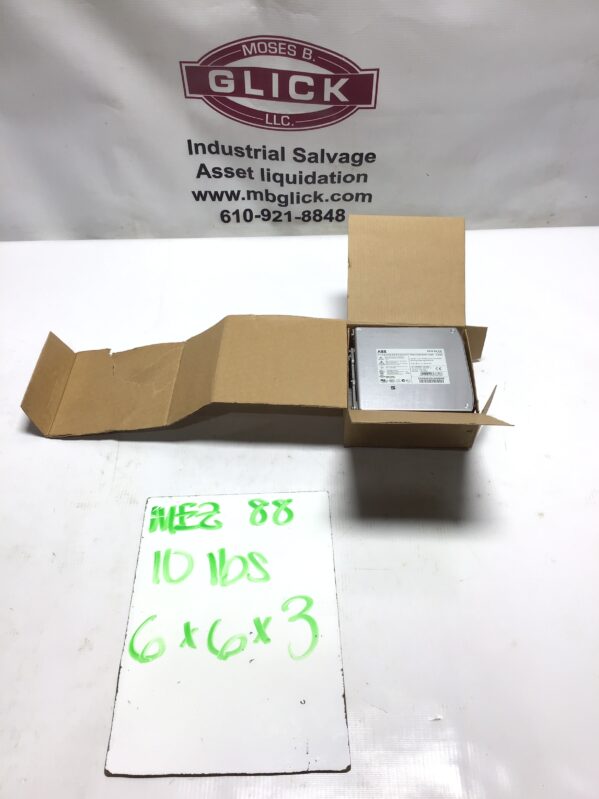 MOSES B.
GLICK
LLC.
Industrial Salvage
Asset liquidation
www.mbglick.com
610-921-8848
ABB
MEZ 88
10 lbs
6 x 6 x 3